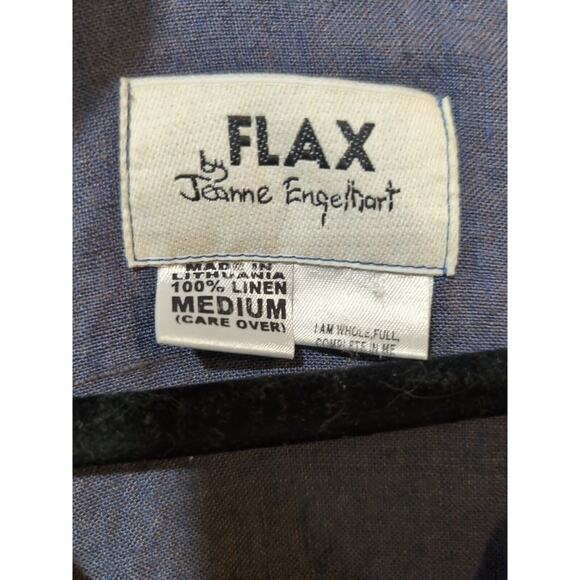 FLAX
by
Jeanne Engelhart
MADE IN
LITHUANIA
100% LINEN
MEDIUM
(CARE OVER)
I AM WHOLE, FULL,
COMPLETE IN ME